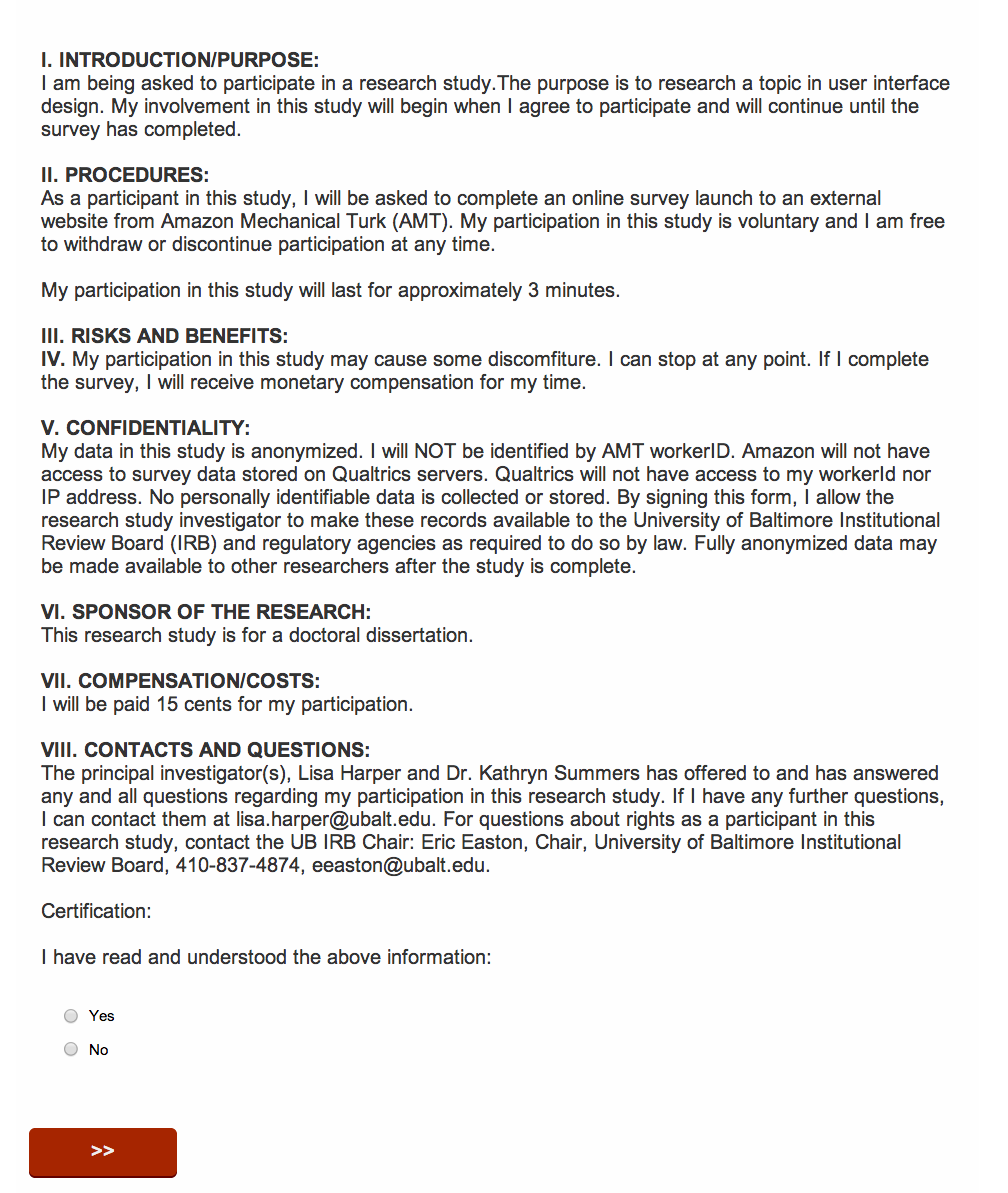 I. INTRODUCTION/PURPOSE:
I am being asked to participate in a research study.The purpose is to research a topic in user interface
design. My involvement in this study will begin when I agree to participate and will continue until the
survey has completed.
II. PROCEDURES:
As a participant in this study, I will be asked to complete an online survey launch to an external
website from Amazon Mechanical Turk (AMT). My participation in this study is voluntary and I am free
to withdraw or discontinue participation at any time.
My participation in this study will last for approximately 3 minutes.
III. RISKS AND BENEFITS:
IV. My participation in this study may cause some discomfiture. I can stop at any point. If I complete
the survey, I will receive monetary compensation for my time.
V. CONFIDENTIALITY:
My data in this study is anonymized. I will NOT be identified by AMT workerID. Amazon will not have
access to survey data stored on Qualtrics servers. Qualtrics will not have access to my workerId nor
IP address. No personally identifiable data is collected or stored. By signing this form, I allow the
research study investigator to make these records available to the University of Baltimore Institutional
Review Board (IRB) and regulatory agencies as required to do so by law. Fully anonymized data may
be made available to other researchers after the study is complete.
VI. SPONSOR OF THE RESEARCH:
This research study is for a doctoral dissertation.
VII. COMPENSATION/COSTS:
I will be paid 15 cents for my participation.
VIII. CONTACTS AND QUESTIONS:
The principal investigator(s), Lisa Harper and Dr. Kathryn Summers has offered to and has answered
any and all questions regarding my participation in this research study. If I have any further questions,
I can contact them at lisa.harper@ubalt.edu. For questions about rights as a participant in this
research study, contact the UB IRB Chair: Eric Easton, Chair, University of Baltimore Institutional
Review Board, 410-837-4874, eeaston@ubalt.edu.
Certification:
I have read and understood the above information:
Yes
No
>>